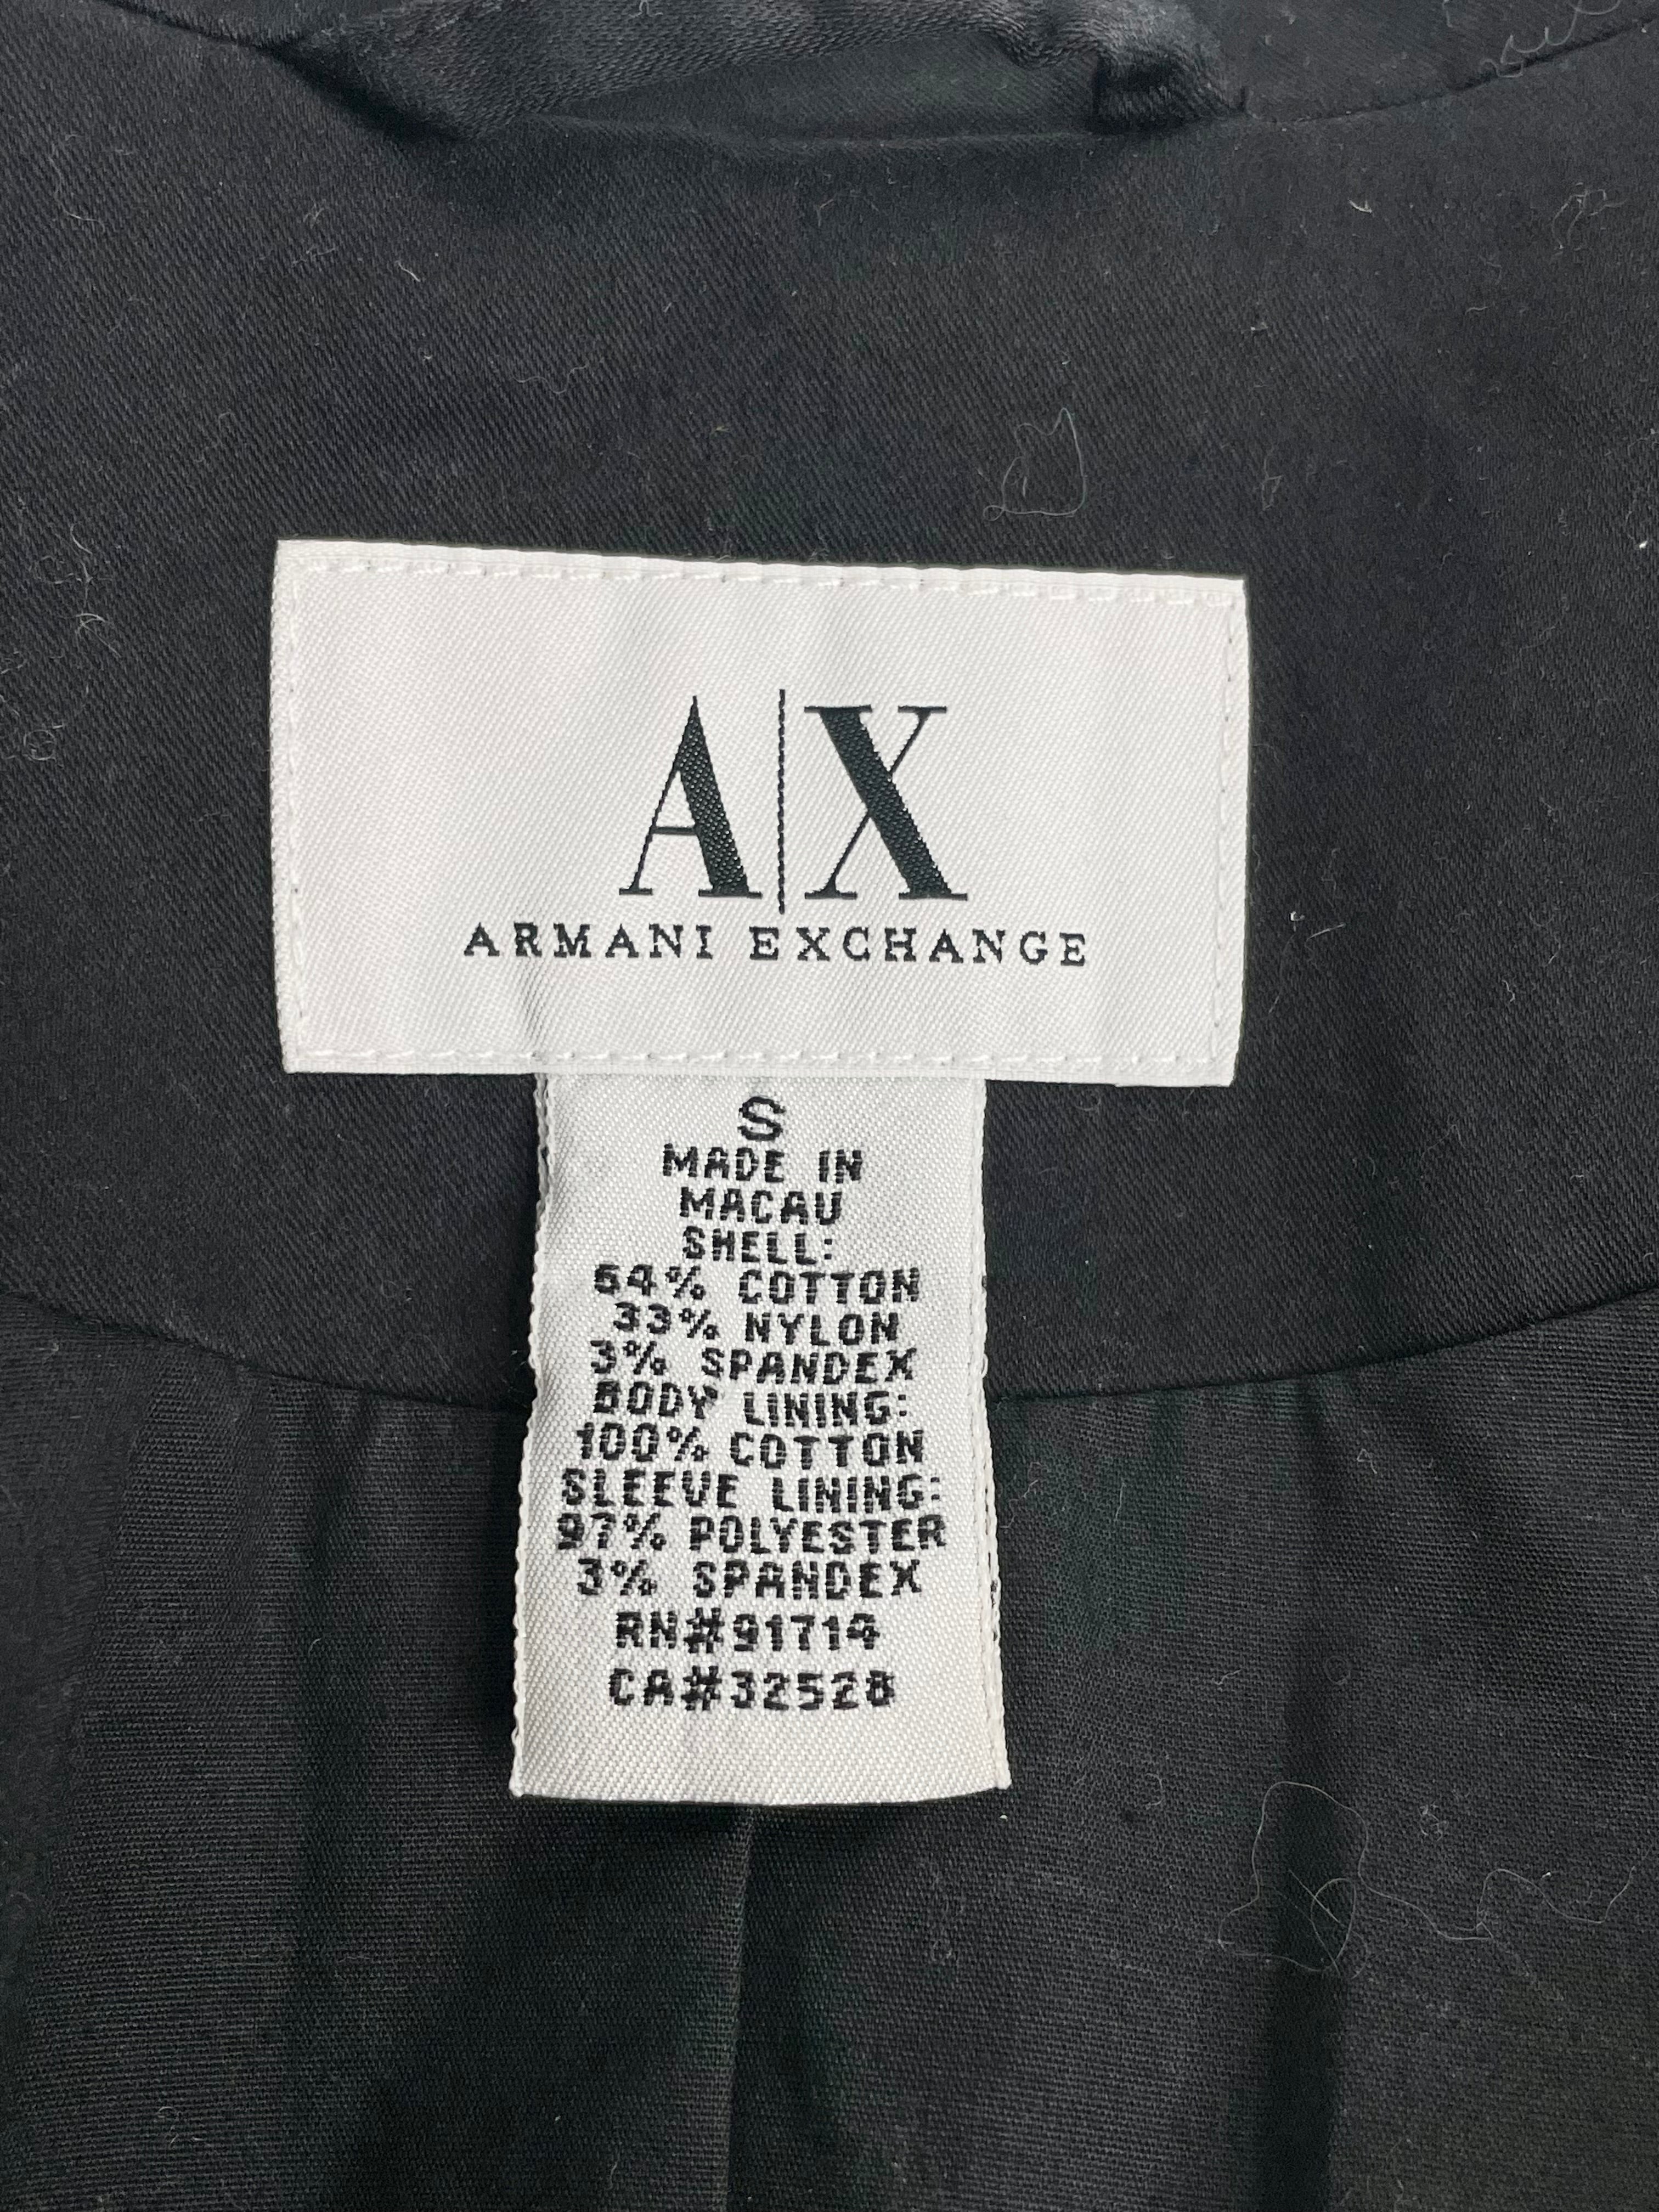 A|X
ARMANI EXCHANGE
S
MADE IN
MACAU
SHELL:
64% COTTON
33% NYLON
3% SPANDEX
BODY LINING:
100% COTTON
SLEEVE LINING:
97% POLYESTER
3% SPANDEX
RN#91714
CA#32528